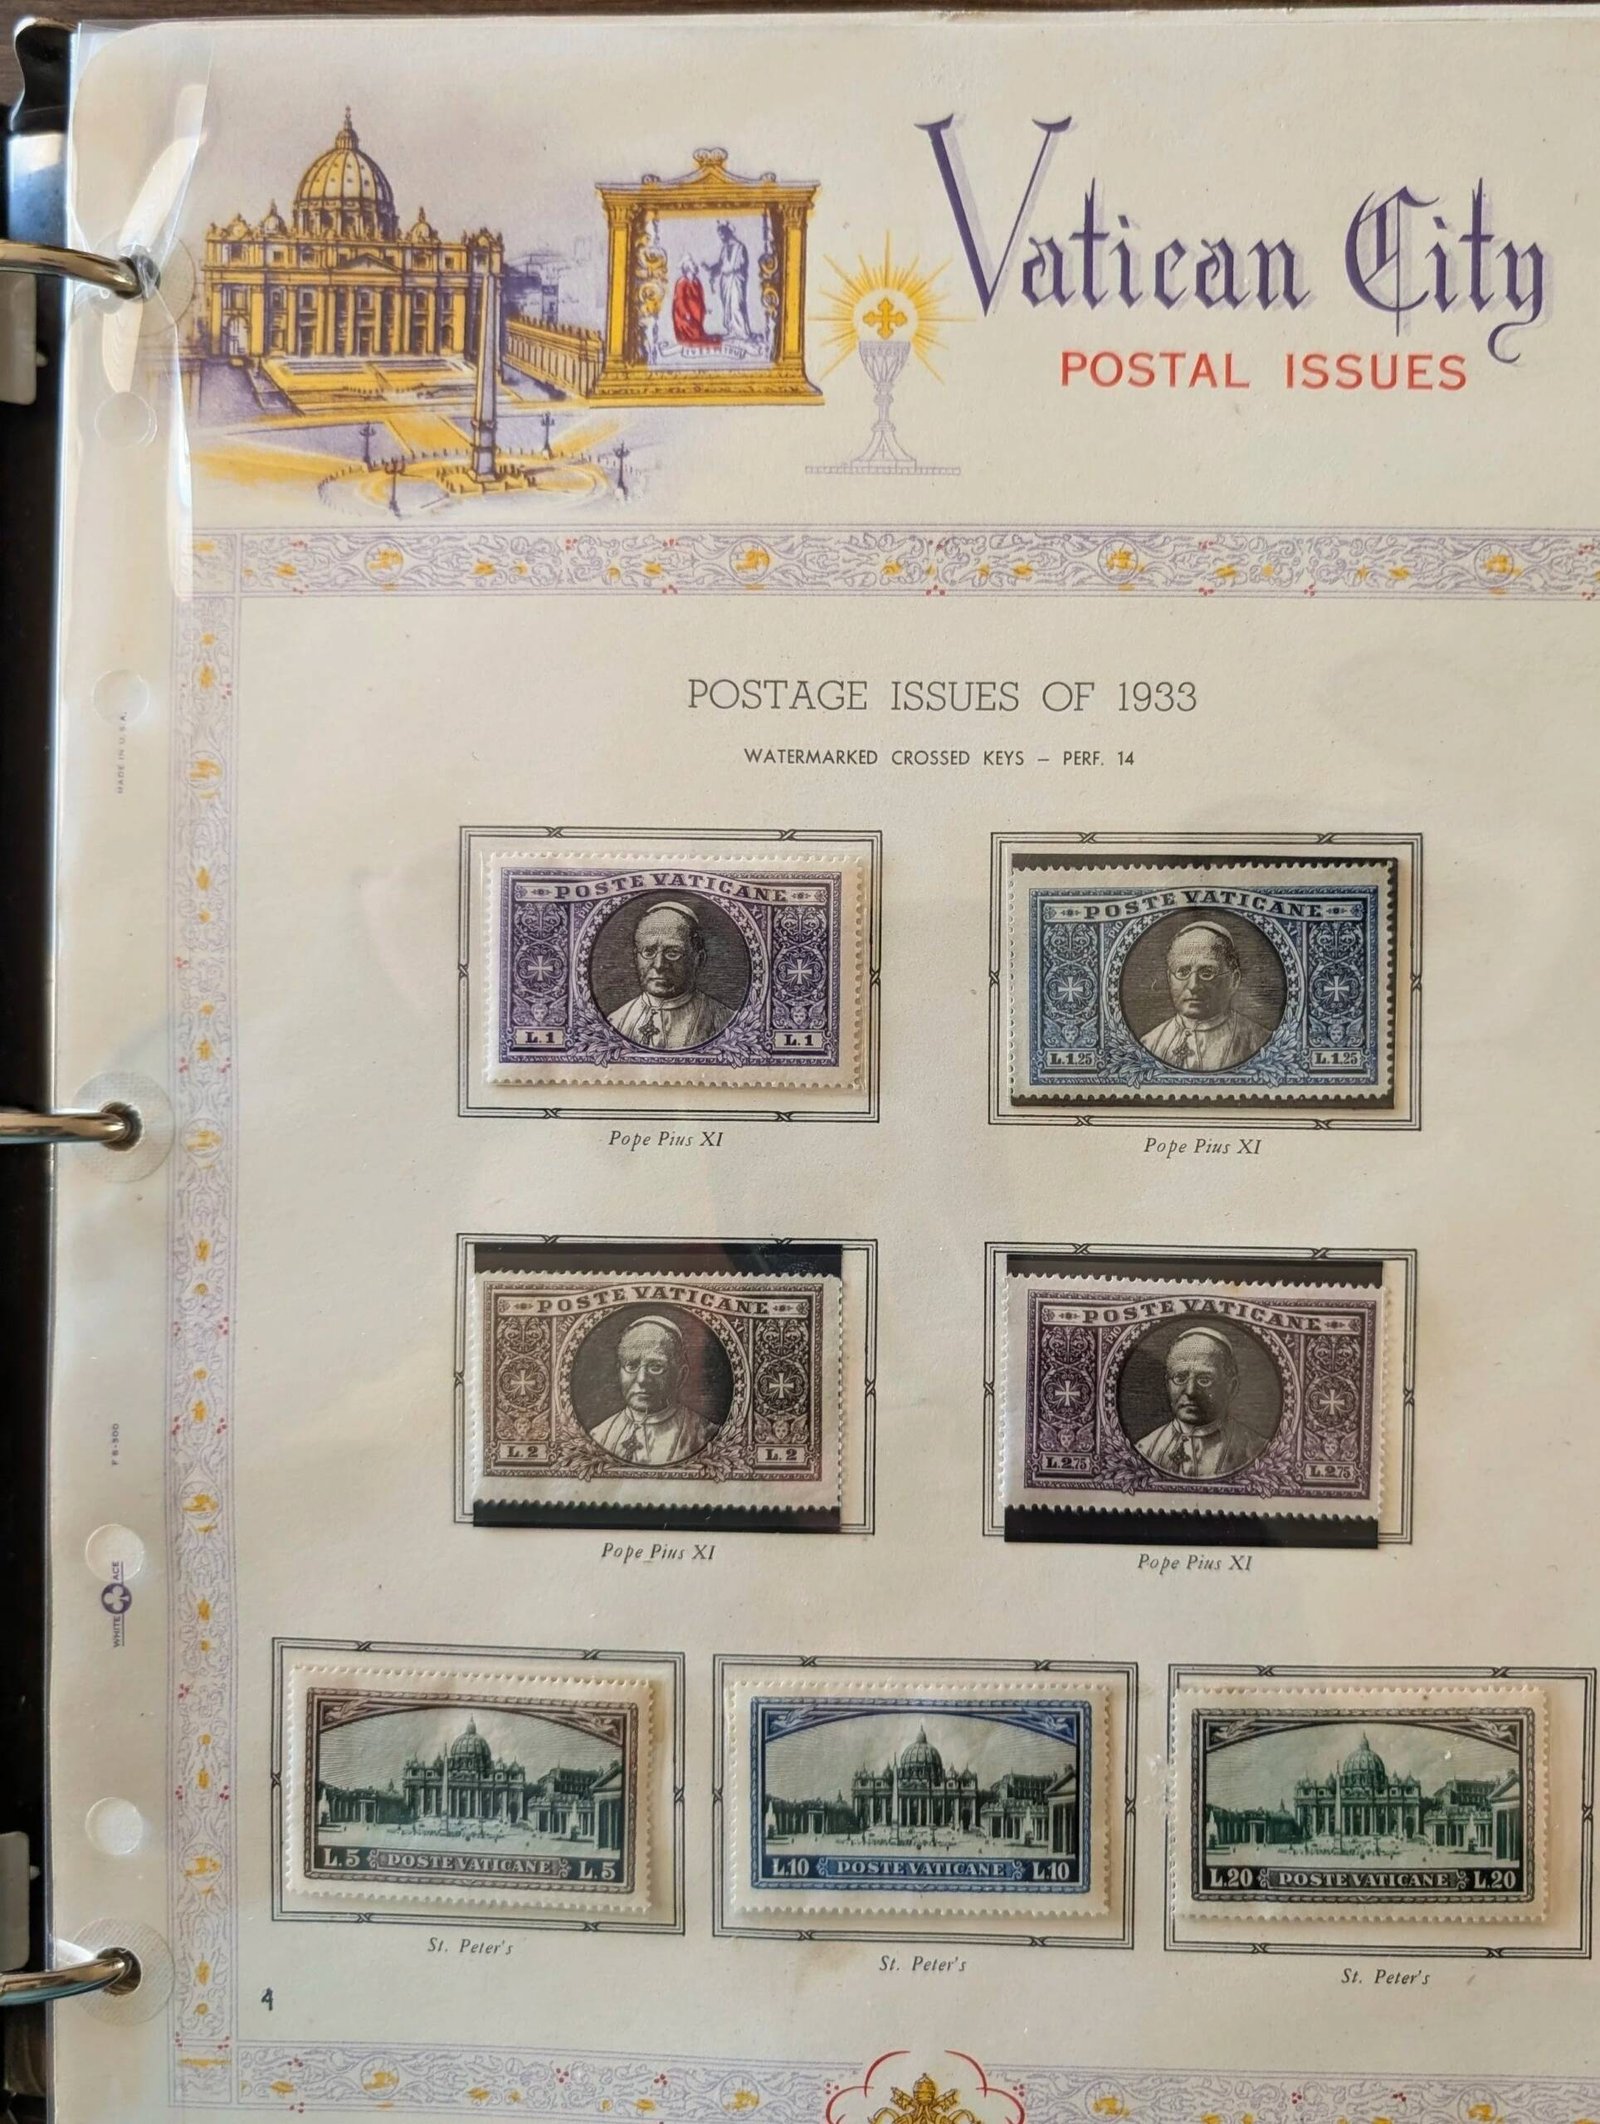 Vatican City
POSTAL ISSUES
POSTAGE ISSUES OF 1933
WATERMARKED CROSSED KEYS – PERF. 14
MADE IN U.S.A.
POSTE VATICANE
L.1 L.1
Pope Pius XI
POSTE VATICANE
L.1.25 L.1.25
Pope Pius XI
POSTE VATICANE
L.2 L.2
Pope Pius XI
POSTE VATICANE
L.2.75 L.2.75
Pope Pius XI
WHITE ACE
L.5 POSTE VATICANE L.5
St. Peter's
L.10 POSTE VATICANE L.10
St. Peter's
L.20 POSTE VATICANE L.20
St. Peter's
4